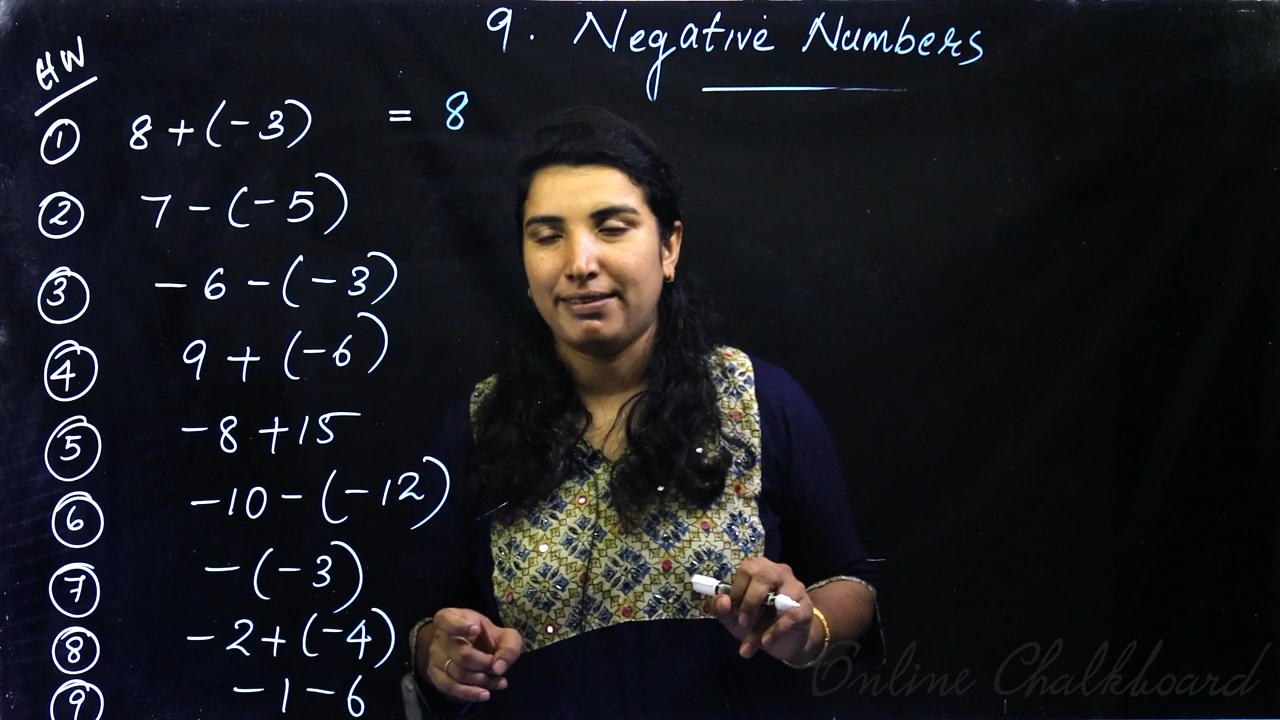 9. Negative Numbers
HW
① 8 + (-3) = 8
② 7 - (-5)
③ -6 - (-3)
④ 9 + (-6)
⑤ -8 + 15
⑥ -10 - (-12)
⑦ -(-3)
⑧ -2 + (-4)
⑨ -1 - 6
Online Chalkboard